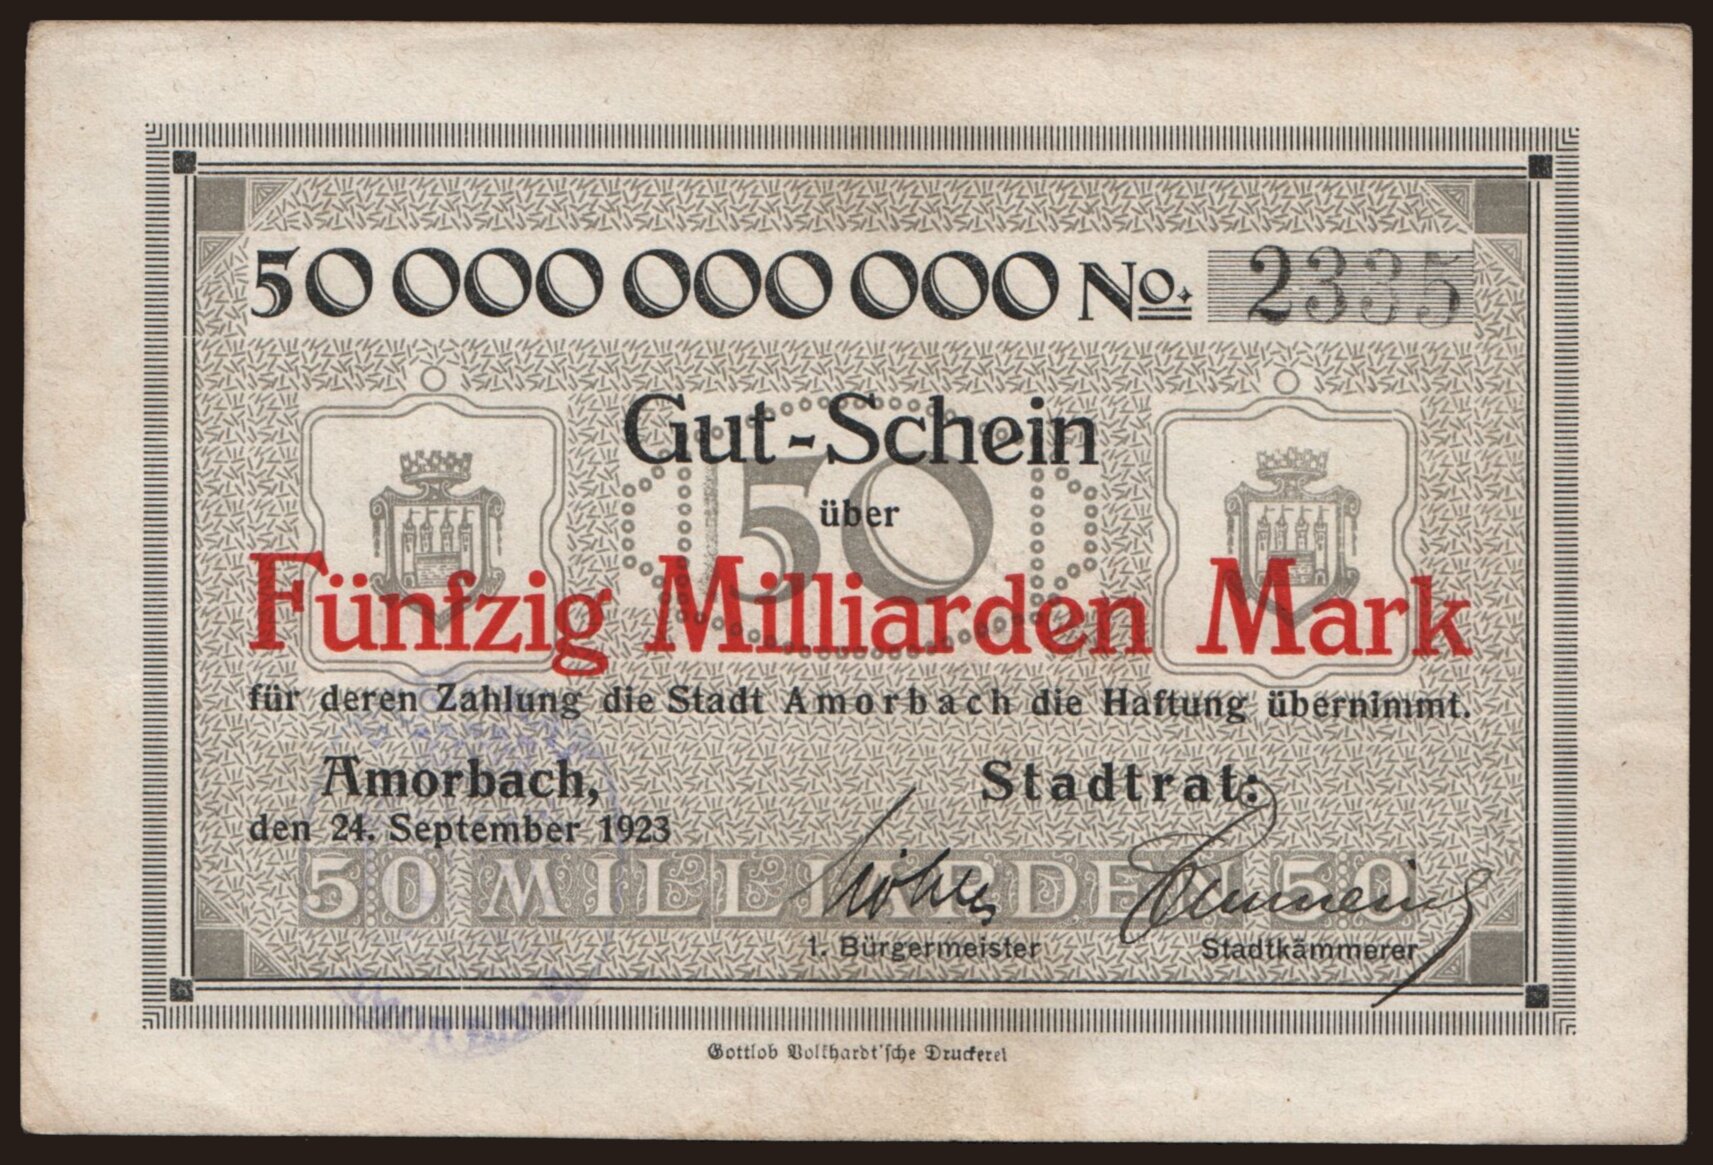 50 000 000 000 No. 2335
Gut-Schein
50
über
Fünfzig Milliarden Mark
für deren Zahlung die Stadt Amorbach die Haftung übernimmt.
Amorbach, Stadtrat:
den 24. September 1923
50 MILLIARDEN 50
1. Bürgermeister Stadtkämmerer
Gottlob Volkhardt'sche Druckerei